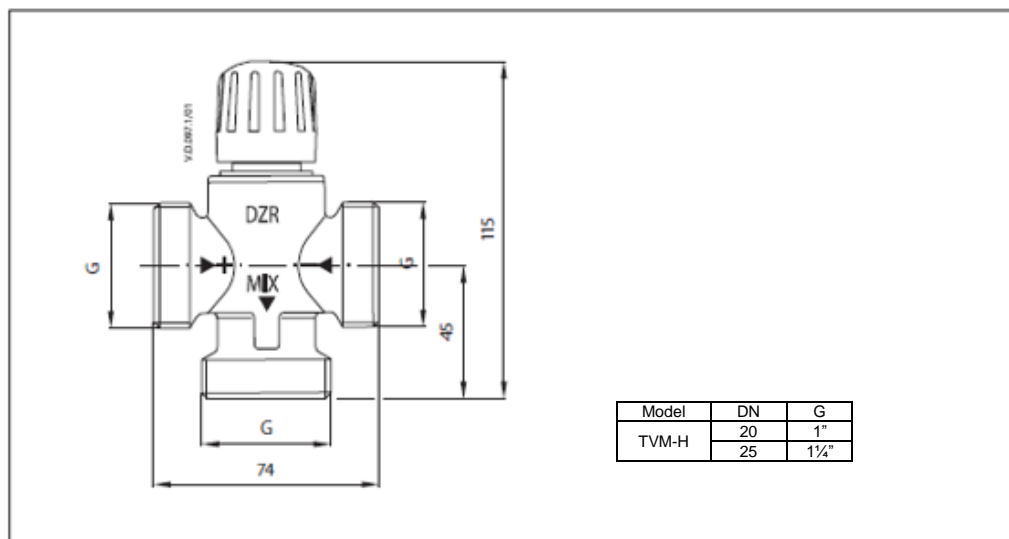 V.D.097.1/01
DZR
MIX
G
G
G
115
45
74
Model DN G
TVM-H 20 1”
25 1¼”